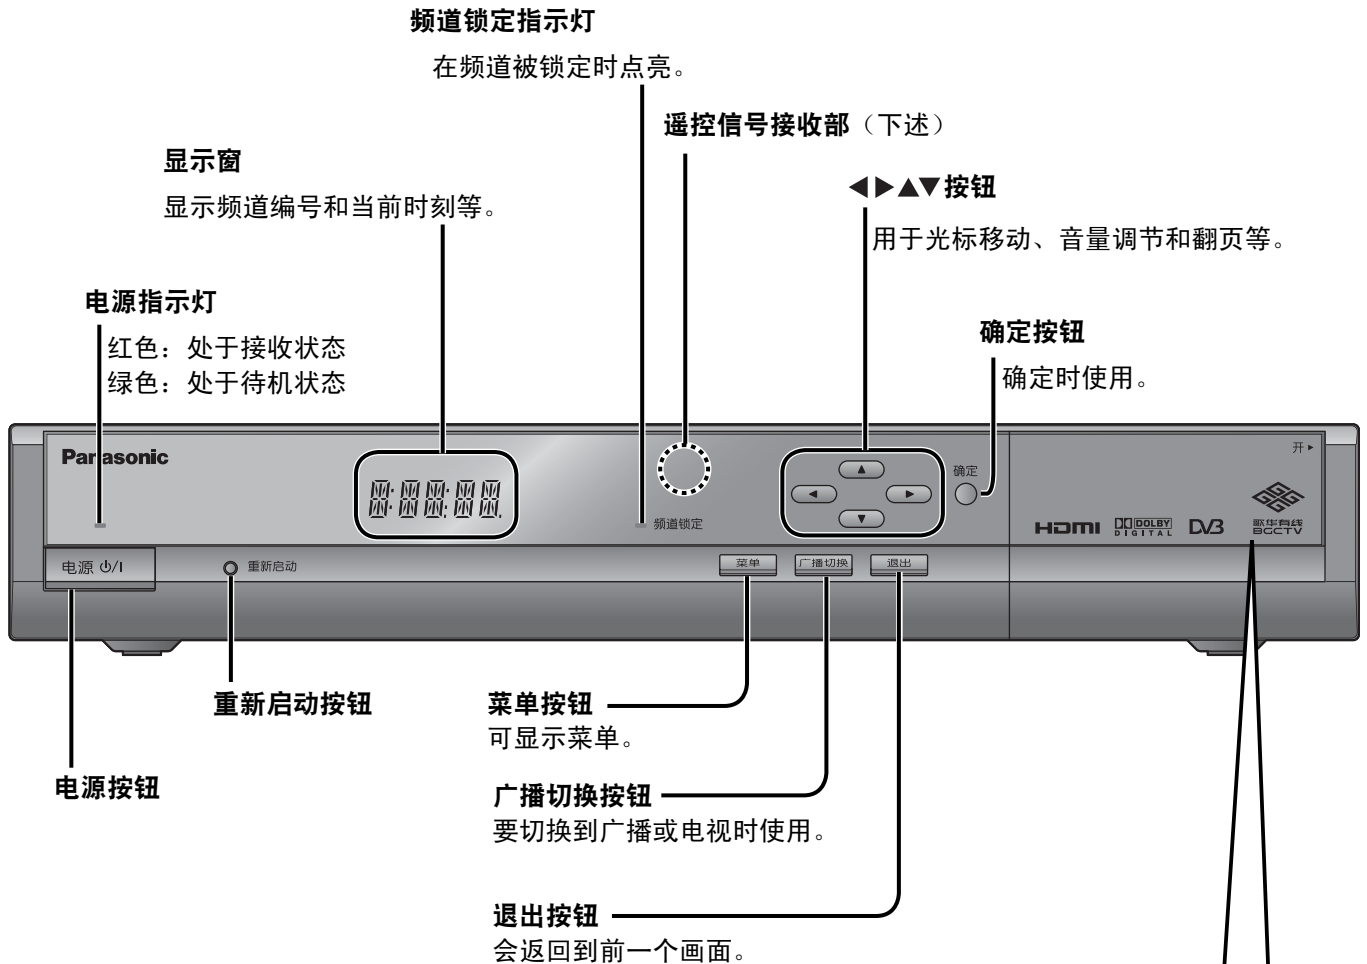 频道锁定指示灯
在频道被锁定时点亮。
遥控信号接收部（下述）
显示窗
显示频道编号和当前时刻等。
◀▶▲▼按钮
用于光标移动、音量调节和翻页等。
电源指示灯
红色：处于接收状态
绿色：处于待机状态
确定按钮
确定时使用。
Panasonic
开▸
确定
频道锁定
HDMI DOLBY DIGITAL DVB 歌华有线 BGCTV
电源 ⏻/I
重新启动
菜单
广播切换
退出
重新启动按钮
菜单按钮
可显示菜单。
电源按钮
广播切换按钮
要切换到广播或电视时使用。
退出按钮
会返回到前一个画面。